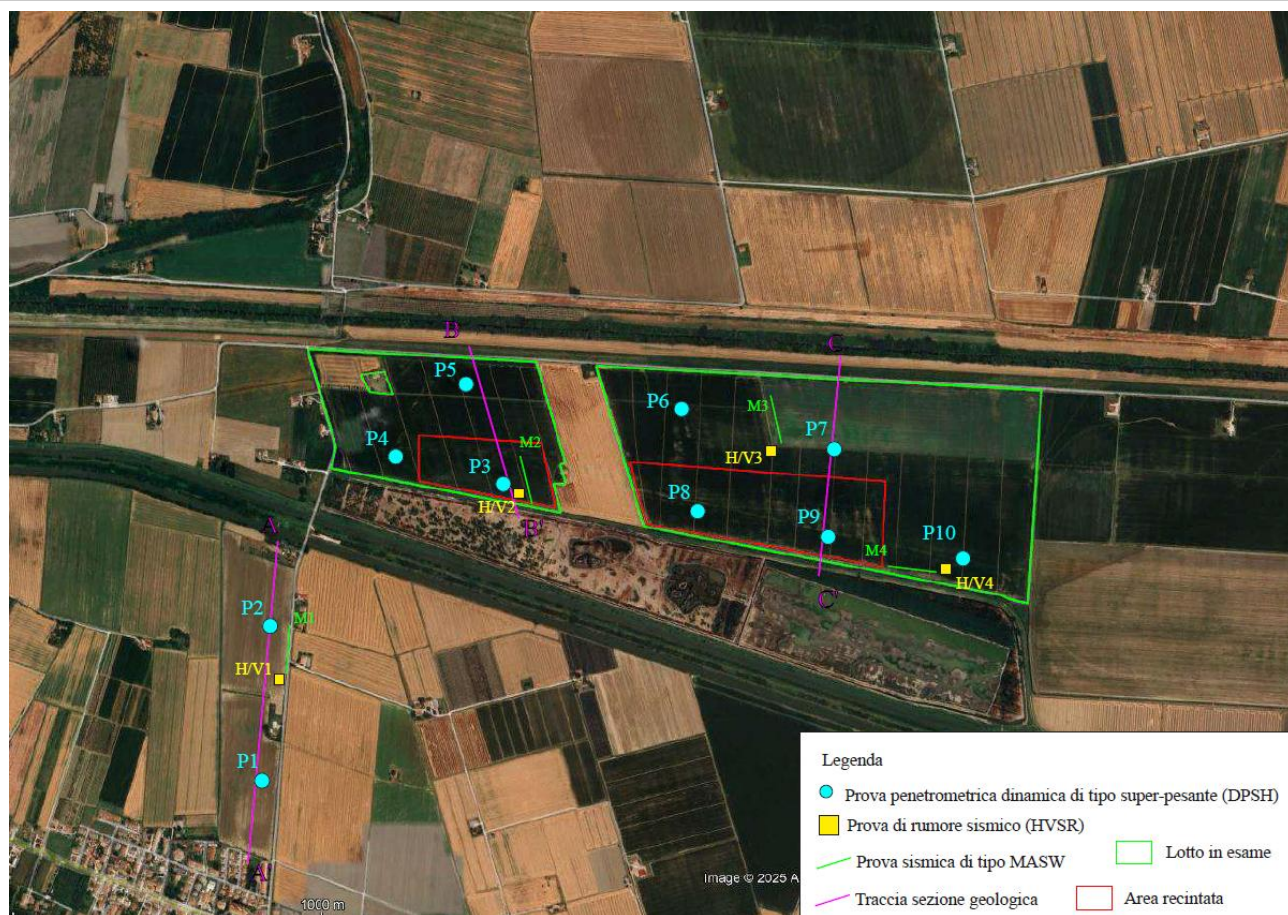 B
C
P5
P6
M3
P7
P4
M2
P3
H/V3
H/V2
P8
B'
A
P9
P10
M4
H/V4
C'
P2
M1
H/V1
P1
A'
1000 m
Image © 2025 A
Legenda
Prova penetrometrica dinamica di tipo super-pesante (DPSH)
Prova di rumore sismico (HVSR)
Prova sismica di tipo MASW
Lotto in esame
Traccia sezione geologica
Area recintata